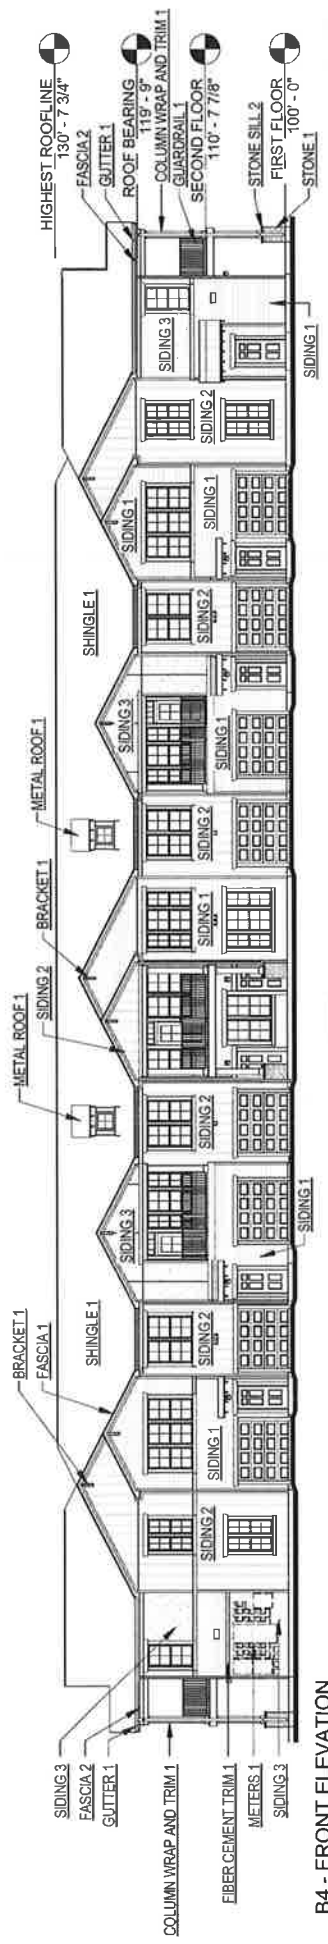 HIGHEST ROOFLINE
130' - 7 3/4"
FASCIA 2
GUTTER 1
ROOF BEARING
119' - 9"
COLUMN WRAP AND TRIM 1
GUARDRAIL 1
SECOND FLOOR
110' - 7 7/8"
STONE SILL 2
FIRST FLOOR
100' - 0"
STONE 1
SIDING 3
SIDING 1
SIDING 2
SIDING 1
SIDING 1
SHINGLE 1
SIDING 2
SIDING 3
SIDING 1
METAL ROOF 1
SIDING 2
BRACKET 1
SIDING 1
SIDING 2
METAL ROOF 1
SIDING 2
SIDING 3
SIDING 1
SHINGLE 1
SIDING 2
BRACKET 1
FASCIA 1
SIDING 1
SIDING 2
SIDING 3
FASCIA 2
GUTTER 1
COLUMN WRAP AND TRIM 1
FIBER CEMENT TRIM 1
METERS 1
SIDING 3
B4 - FRONT ELEVATION